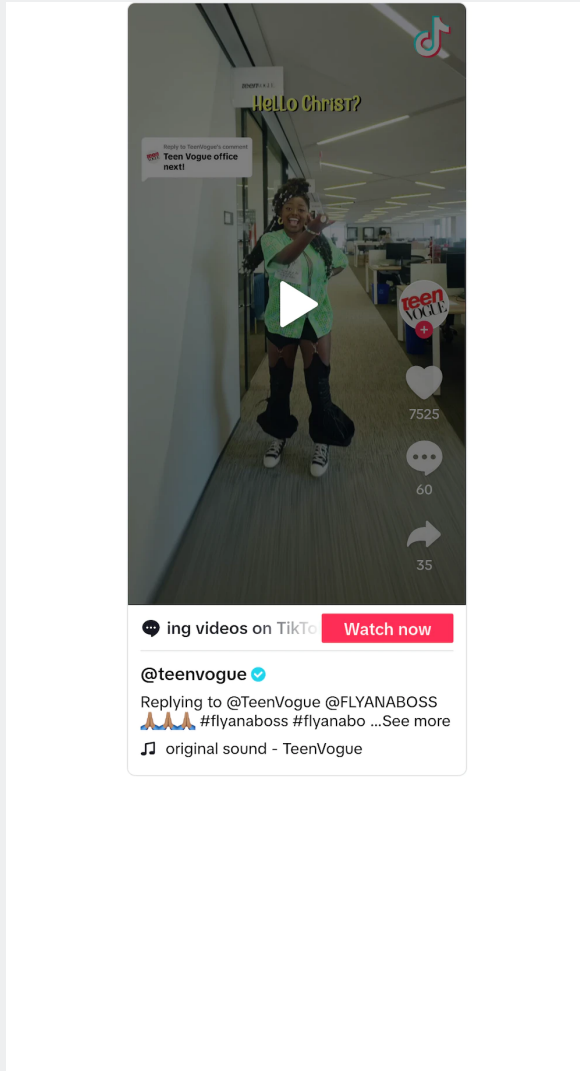 Hello Christ?
Reply to TeenVogue's comment
Teen Vogue office
next!
teen
VOGUE
7525
60
35
ing videos on TikTo
Watch now
@teenvogue
Replying to @TeenVogue @FLYANABOSS
🙏🏽🙏🏽🙏🏽 #flyanaboss #flyanabo ...See more
original sound - TeenVogue